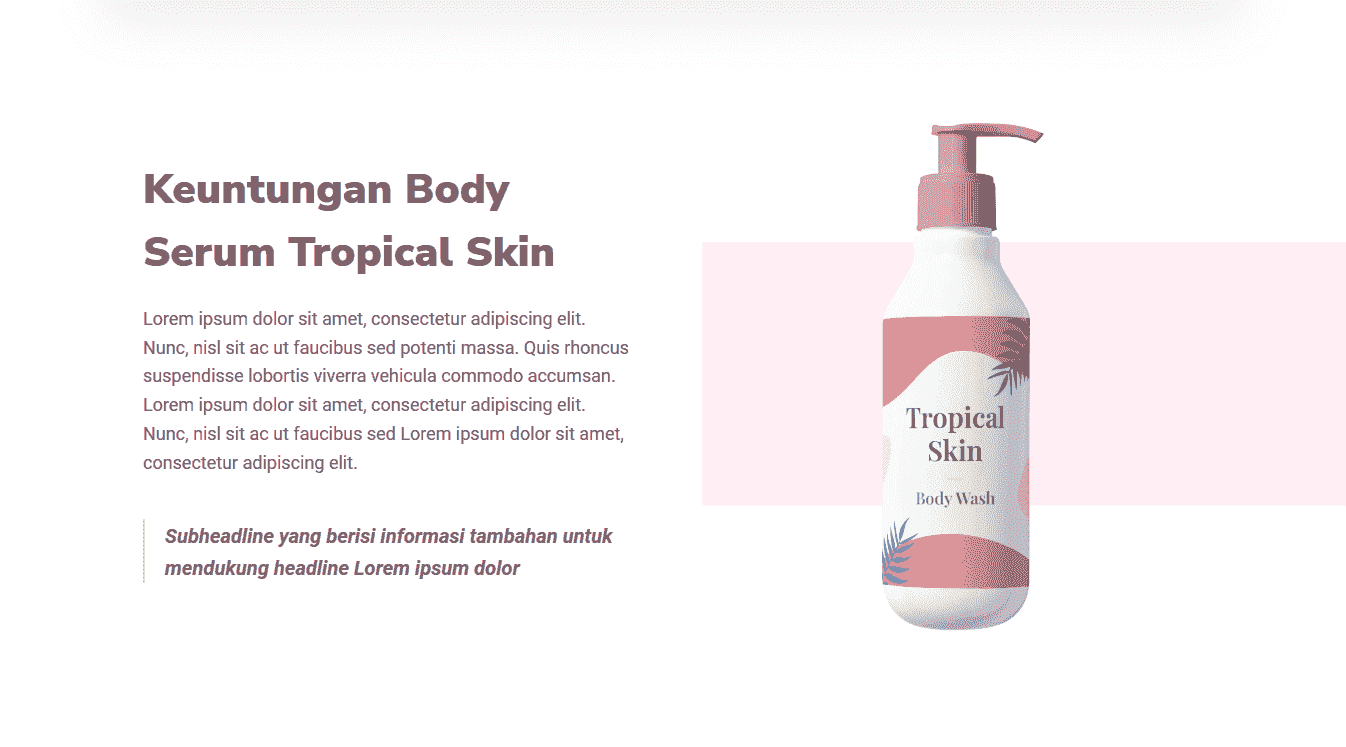 Keuntungan Body
Serum Tropical Skin
Lorem ipsum dolor sit amet, consectetur adipiscing elit.
Nunc, nisl sit ac ut faucibus sed potenti massa. Quis rhoncus
suspendisse lobortis viverra vehicula commodo accumsan.
Lorem ipsum dolor sit amet, consectetur adipiscing elit.
Nunc, nisl sit ac ut faucibus sed Lorem ipsum dolor sit amet,
consectetur adipiscing elit.
Subheadline yang berisi informasi tambahan untuk
mendukung headline Lorem ipsum dolor
Tropical
Skin
Body Wash